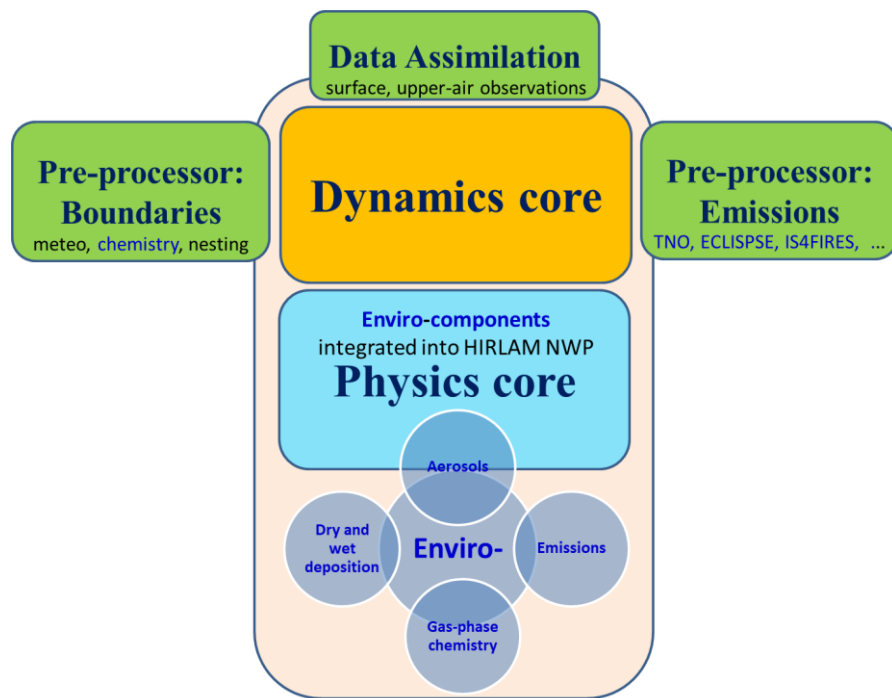 Data Assimilation
surface, upper-air observations
Pre-processor:
Boundaries
meteo, chemistry, nesting
Dynamics core
Pre-processor:
Emissions
TNO, ECLISPSE, IS4FIRES, ...
Enviro-components
integrated into HIRLAM NWP
Physics core
Aerosols
Dry and
wet
deposition
Enviro-
Emissions
Gas-phase
chemistry